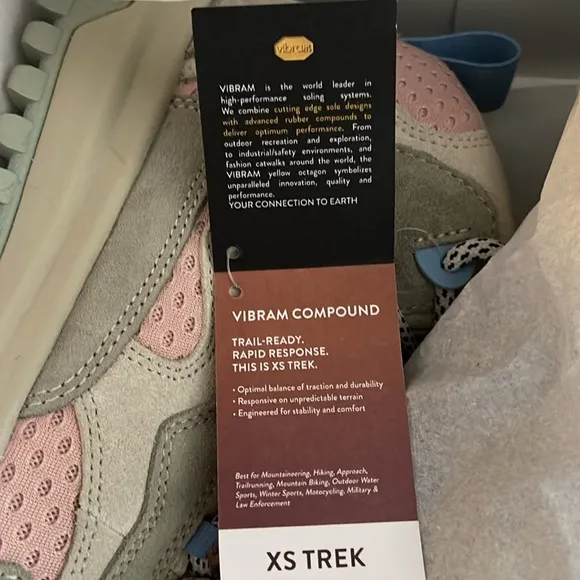 vibram
VIBRAM is the world leader in
high-performance soling systems.
We combine cutting edge sole designs
with advanced rubber compounds to
deliver optimum performance. From
outdoor recreation and exploration,
to industrial/safety environments, and
fashion catwalks around the world, the
VIBRAM yellow octagon symbolizes
unparalleled innovation, quality and
performance.
YOUR CONNECTION TO EARTH
VIBRAM COMPOUND
TRAIL-READY.
RAPID RESPONSE.
THIS IS XS TREK.
• Optimal balance of traction and durability
• Responsive on unpredictable terrain
• Engineered for stability and comfort
Best for Mountaineering, Hiking, Approach,
Trailrunning, Mountain Biking, Outdoor Water
Sports, Winter Sports, Motocycling. Military &
Law Enforcement
XS TREK